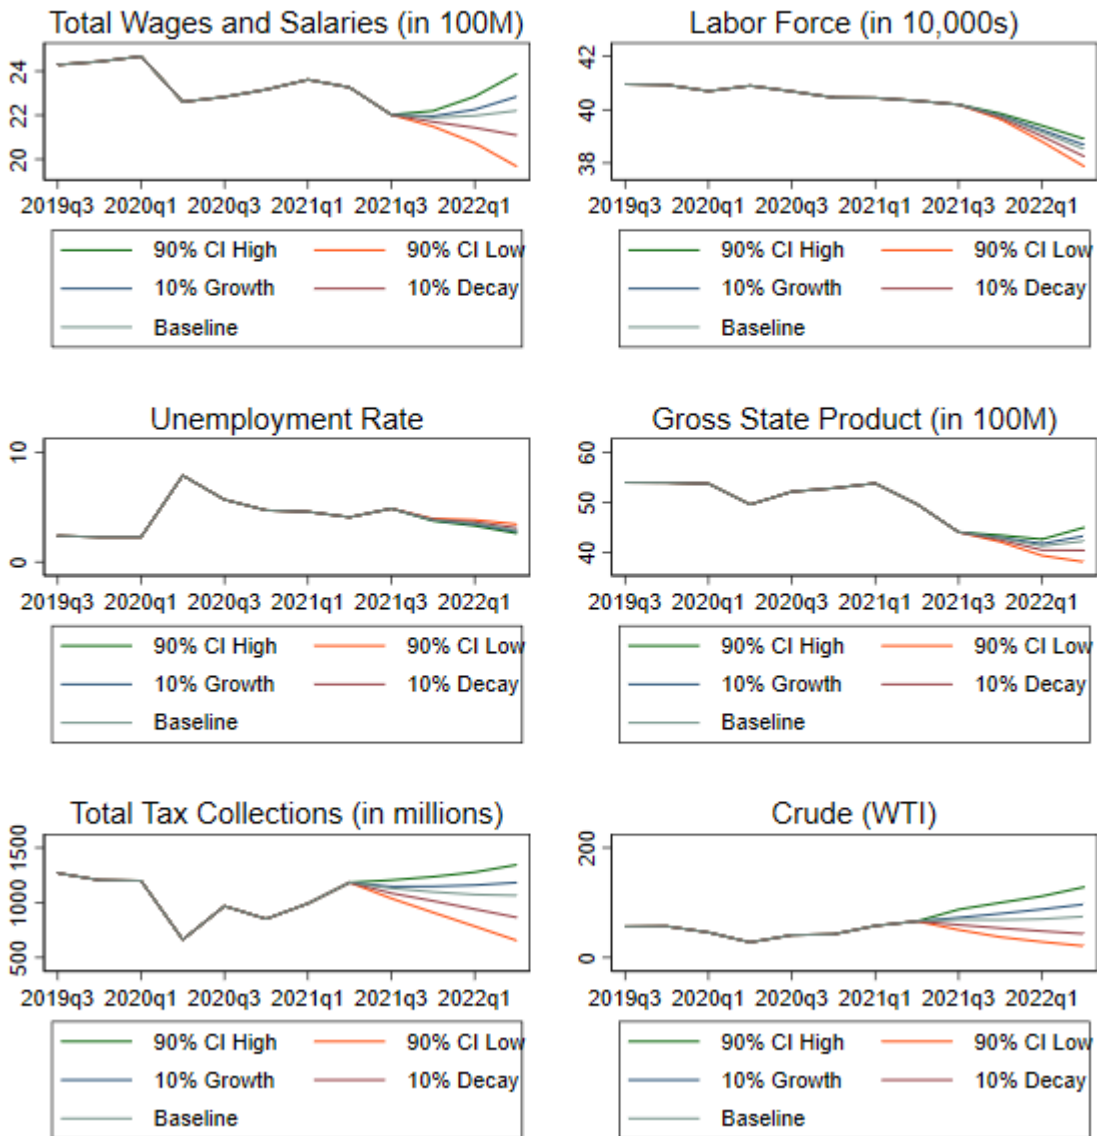 Total Wages and Salaries (in 100M)
24
22
20
2019q3 2020q1 2020q3 2021q1 2021q3 2022q1
90% CI High 90% CI Low
10% Growth 10% Decay
Baseline
Labor Force (in 10,000s)
42
40
38
2019q3 2020q1 2020q3 2021q1 2021q3 2022q1
90% CI High 90% CI Low
10% Growth 10% Decay
Baseline
Unemployment Rate
10
0
2019q3 2020q1 2020q3 2021q1 2021q3 2022q1
90% CI High 90% CI Low
10% Growth 10% Decay
Baseline
Gross State Product (in 100M)
60
50
40
2019q3 2020q1 2020q3 2021q1 2021q3 2022q1
90% CI High 90% CI Low
10% Growth 10% Decay
Baseline
Total Tax Collections (in millions)
1500
1000
500
2019q3 2020q1 2020q3 2021q1 2021q3 2022q1
90% CI High 90% CI Low
10% Growth 10% Decay
Baseline
Crude (WTI)
200
0
2019q3 2020q1 2020q3 2021q1 2021q3 2022q1
90% CI High 90% CI Low
10% Growth 10% Decay
Baseline